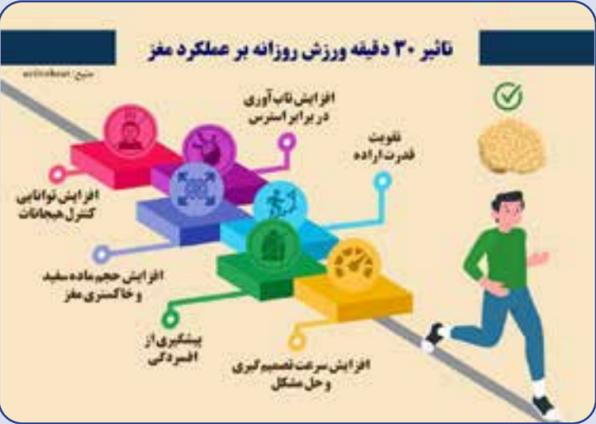 تاثیر ۳۰ دقیقه ورزش روزانه بر عملکرد مغز
منبع: activebeat
افزایش تاب‌آوری
در برابر استرس
تقویت
قدرت اراده
افزایش توانایی
کنترل هیجانات
افزایش حجم ماده سفید
و خاکستری مغز
پیشگیری از
افسردگی
افزایش سرعت تصمیم‌گیری
و حل مشکل